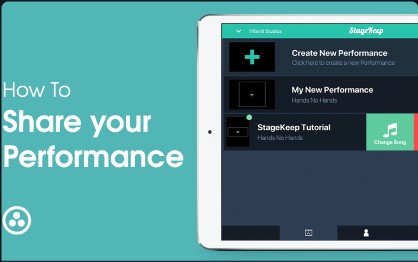 How To
Share your
Performance
Villarrill Studios
StageKeep
Create New Performance
Click here to create a new Performance
My New Performance
Hands No Hands
StageKeep Tutorial
Hands No Hands
Change Song